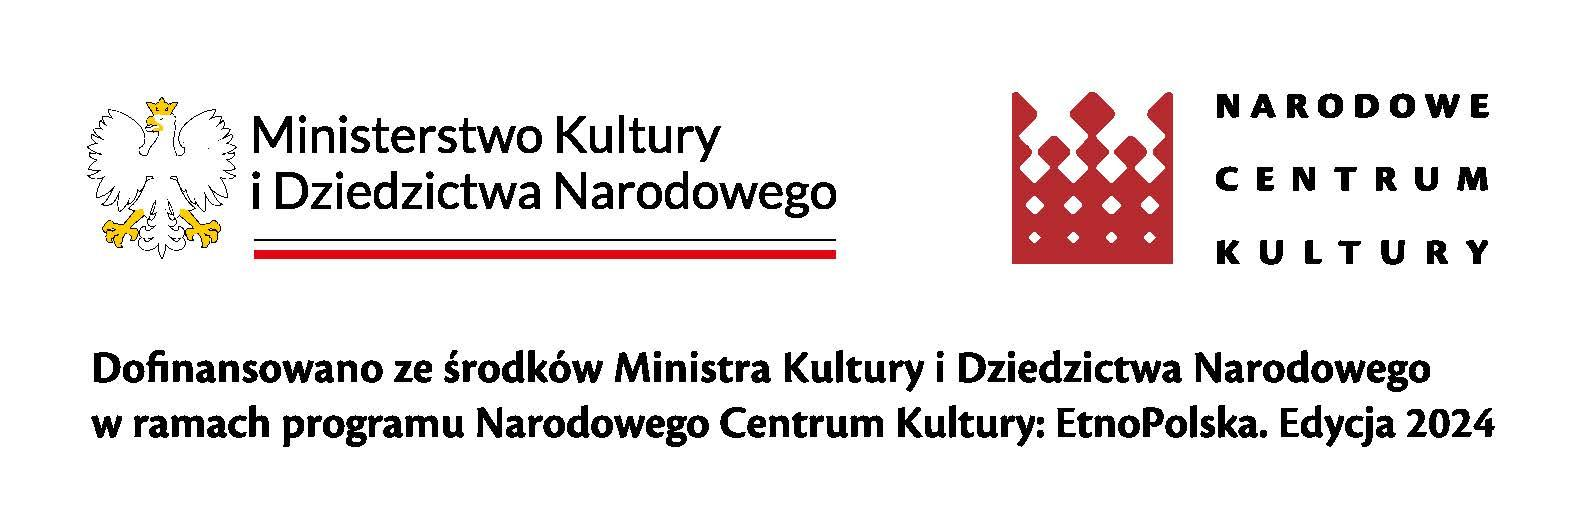 Ministerstwo Kultury
i Dziedzictwa Narodowego
NARODOWE
CENTRUM
KULTURY
Dofinansowano ze środków Ministra Kultury i Dziedzictwa Narodowego
w ramach programu Narodowego Centrum Kultury: EtnoPolska. Edycja 2024